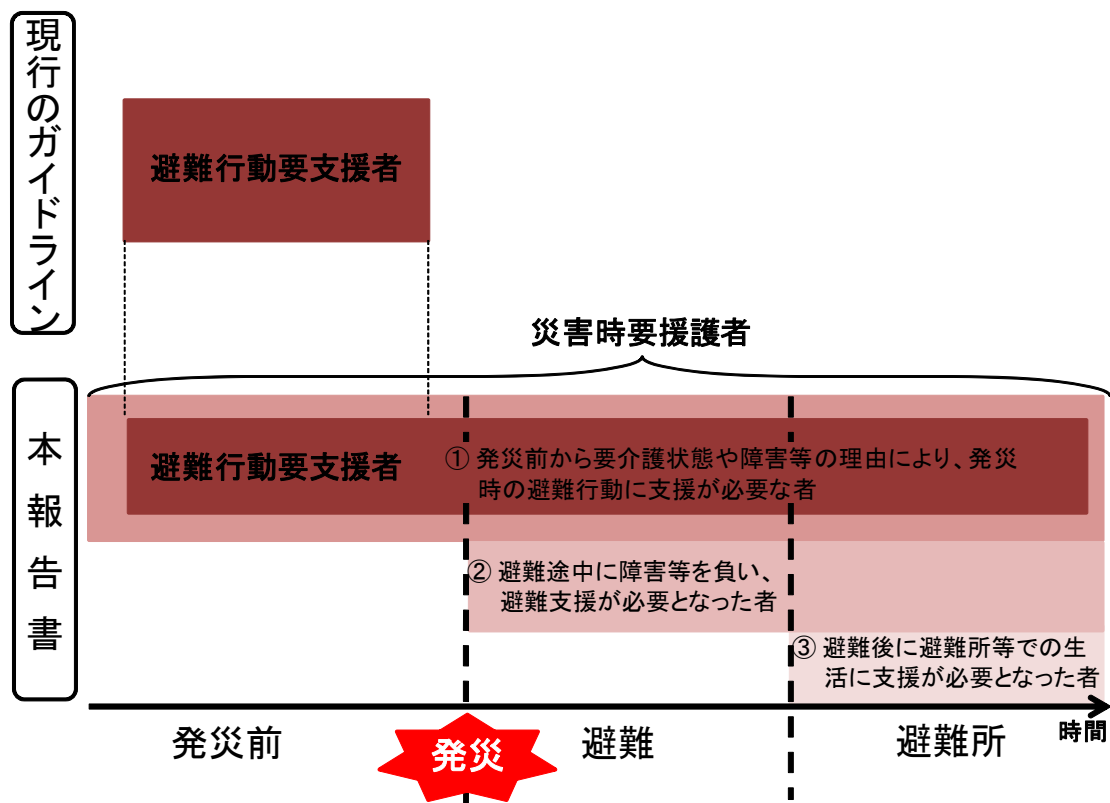 現行のガイドライン
避難行動要支援者
災害時要援護者
本報告書
避難行動要支援者
① 発災前から要介護状態や障害等の理由により、発災
時の避難行動に支援が必要な者
② 避難途中に障害等を負い、
避難支援が必要となった者
③ 避難後に避難所等での生
活に支援が必要となった者
時間
発災前
発災
避難
避難所